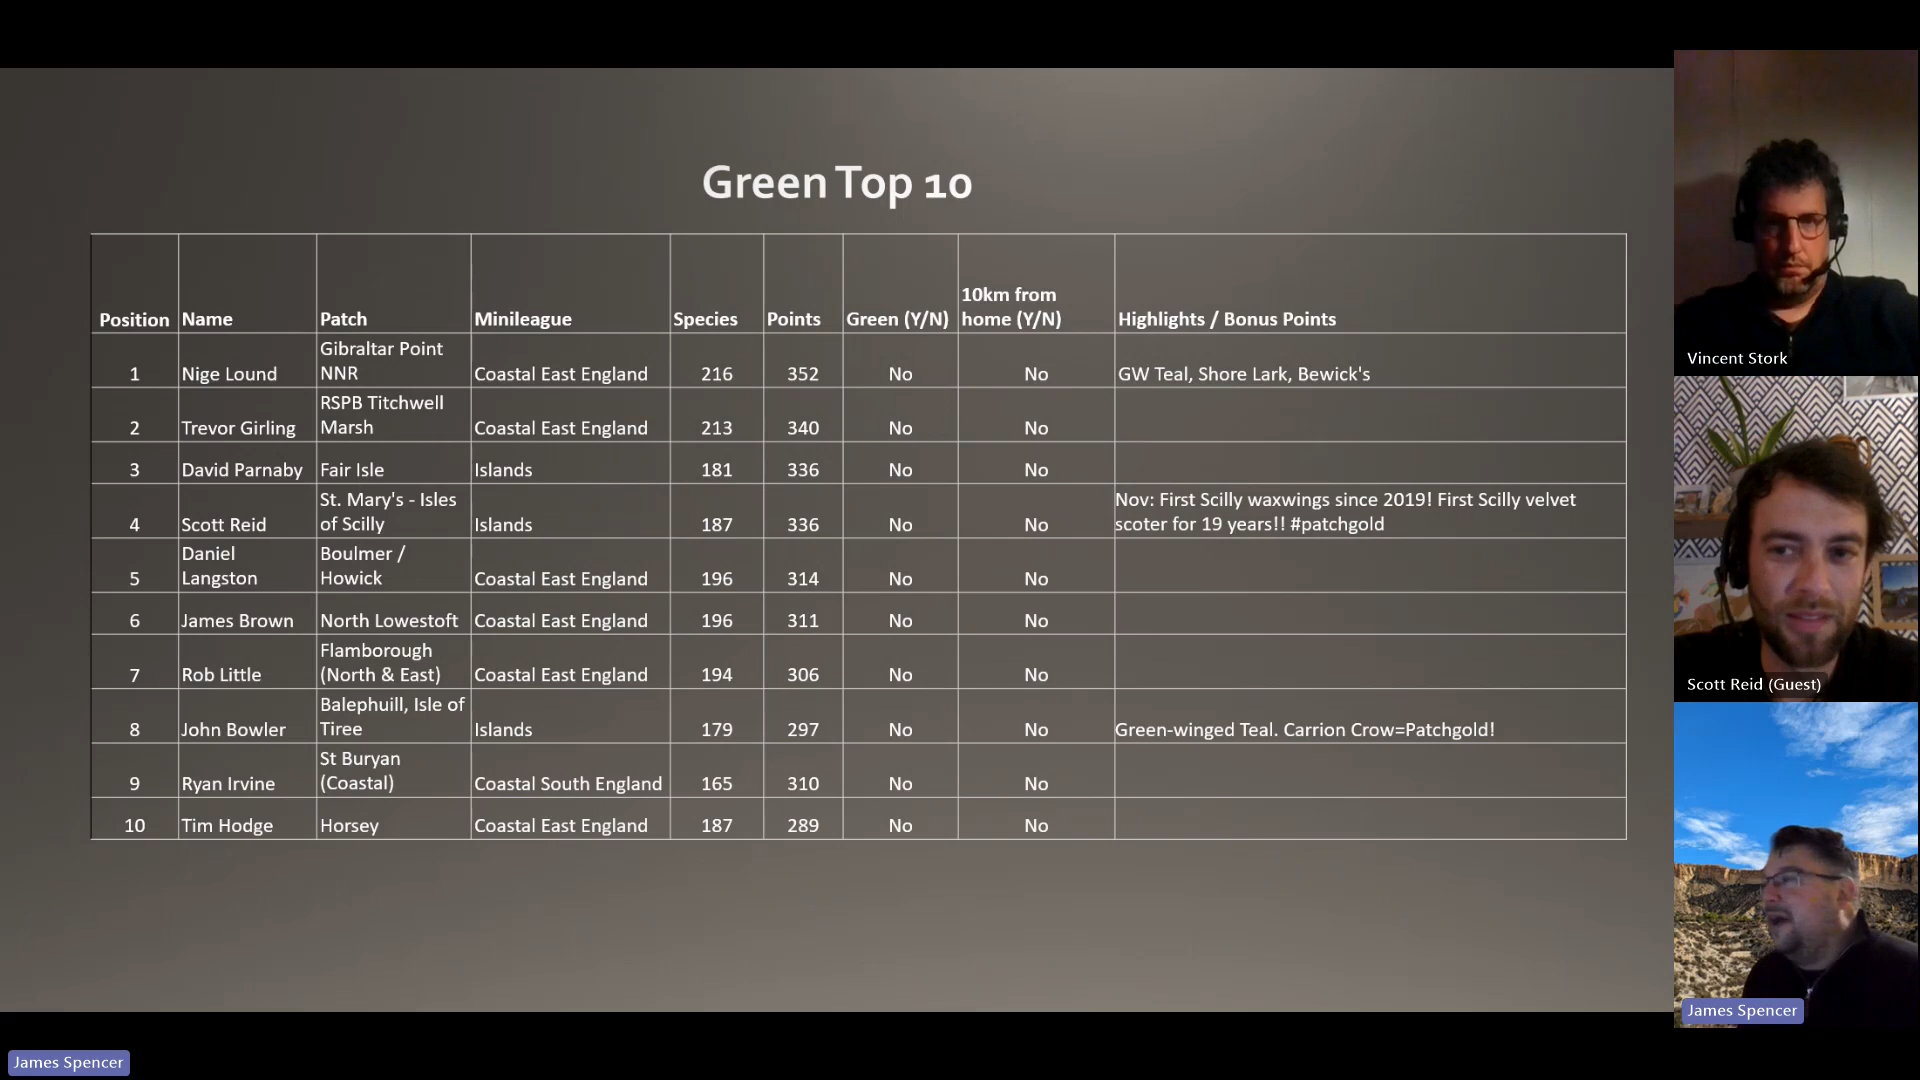 Green Top 10
Position Name Patch Minileague Species Points Green (Y/N) 10km from home (Y/N) Highlights / Bonus Points
1 Nige Lound Gibraltar Point NNR Coastal East England 216 352 No No GW Teal, Shore Lark, Bewick's
2 Trevor Girling RSPB Titchwell Marsh Coastal East England 213 340 No No
3 David Parnaby Fair Isle Islands 181 336 No No
4 Scott Reid St. Mary's - Isles of Scilly Islands 187 336 No No Nov: First Scilly waxwings since 2019! First Scilly velvet scoter for 19 years!! #patchgold
5 Daniel Langston Boulmer / Howick Coastal East England 196 314 No No
6 James Brown North Lowestoft Coastal East England 196 311 No No
7 Rob Little Flamborough (North & East) Coastal East England 194 306 No No
8 John Bowler Balephuill, Isle of Tiree Islands 179 297 No No Green-winged Teal. Carrion Crow=Patchgold!
9 Ryan Irvine St Buryan (Coastal) Coastal South England 165 310 No No
10 Tim Hodge Horsey Coastal East England 187 289 No No
Vincent Stork
Scott Reid (Guest)
James Spencer
James Spencer